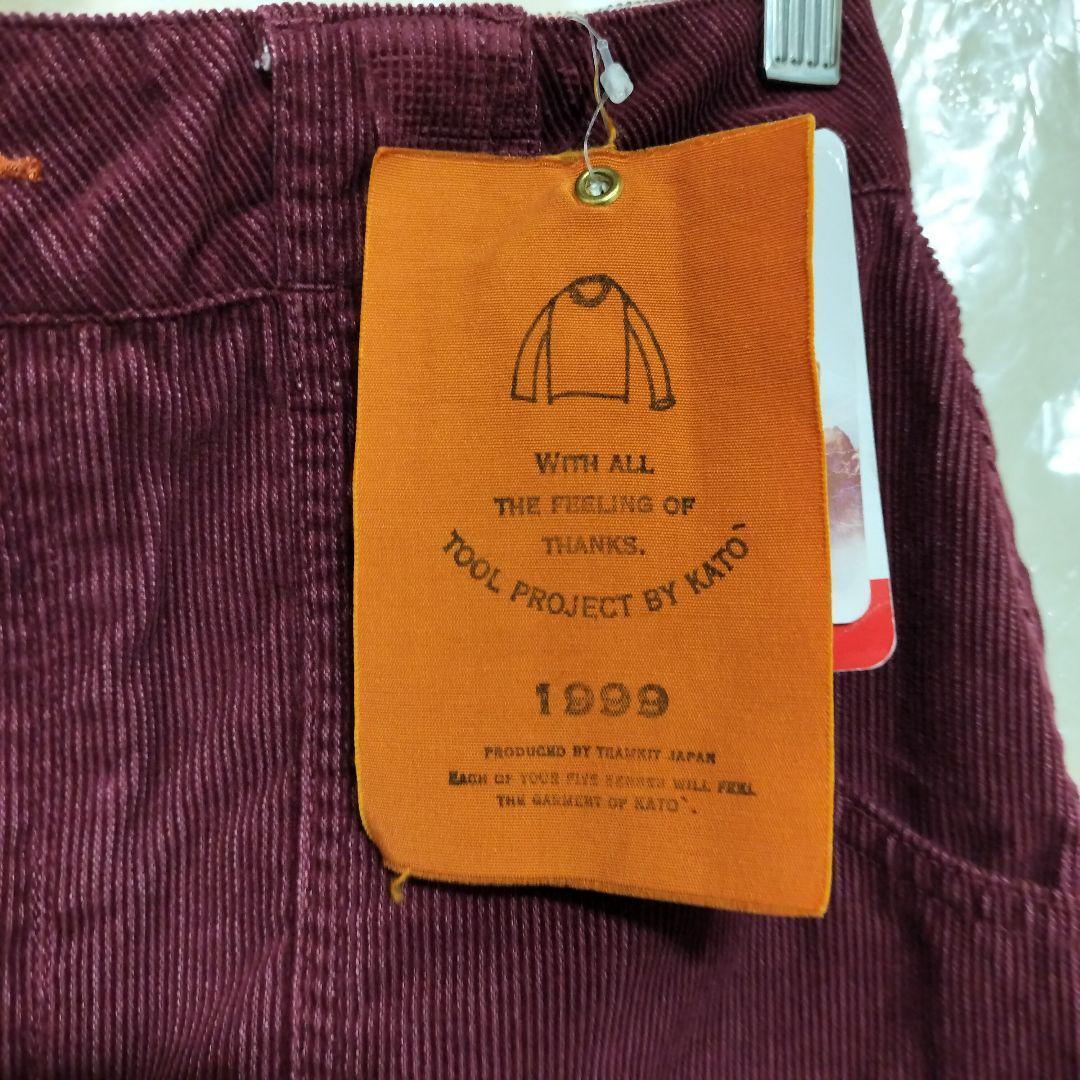 WITH ALL
THE FEELING OF
THANKS.
TOOL PROJECT BY KATO`
1999
PRODUCED BY TEAMKIT JAPAN
EACH OF YOUR FIVE SENSES WILL FEEL
THE GARMENT OF KATO`.